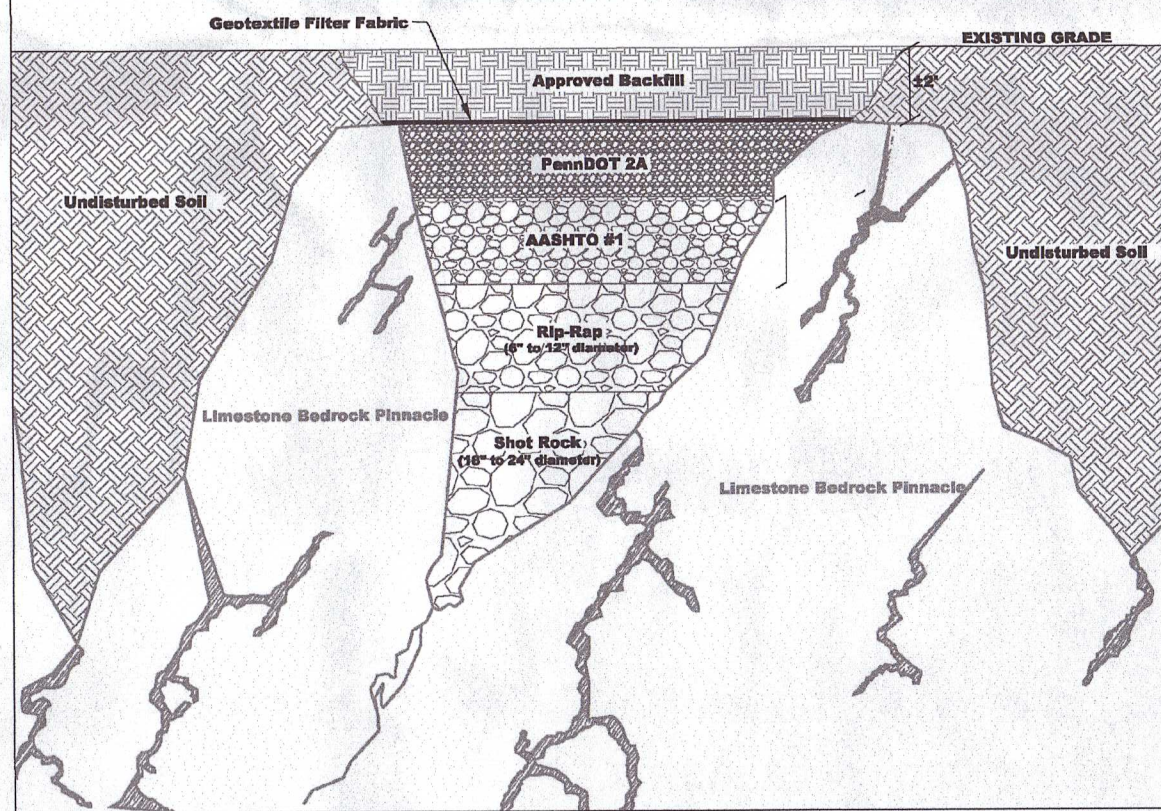 Geotextile Filter Fabric
EXISTING GRADE
Approved Backfill
±2'
PennDOT 2A
Undisturbed Soil
AASHTO #1
Undisturbed Soil
Rip-Rap
(6" to 12" diameter)
Limestone Bedrock Pinnacle
Shot Rock
(18" to 24" diameter)
Limestone Bedrock Pinnacle